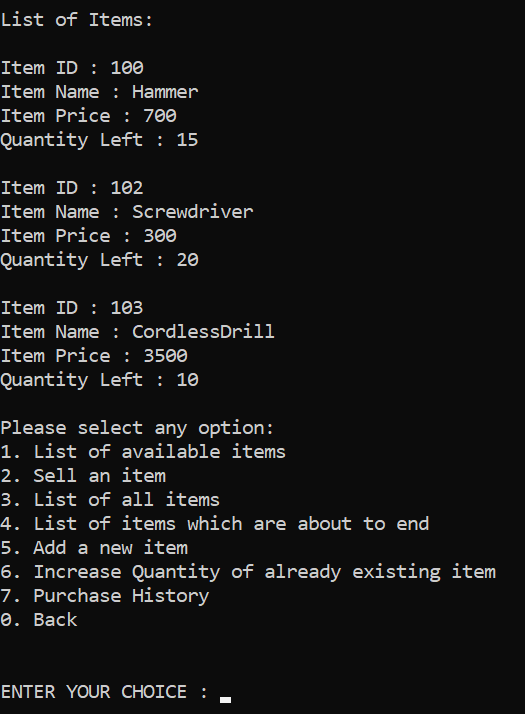 List of Items:
Item ID : 100
Item Name : Hammer
Item Price : 700
Quantity Left : 15
Item ID : 102
Item Name : Screwdriver
Item Price : 300
Quantity Left : 20
Item ID : 103
Item Name : CordlessDrill
Item Price : 3500
Quantity Left : 10
Please select any option:
1. List of available items
2. Sell an item
3. List of all items
4. List of items which are about to end
5. Add a new item
6. Increase Quantity of already existing item
7. Purchase History
0. Back
ENTER YOUR CHOICE :